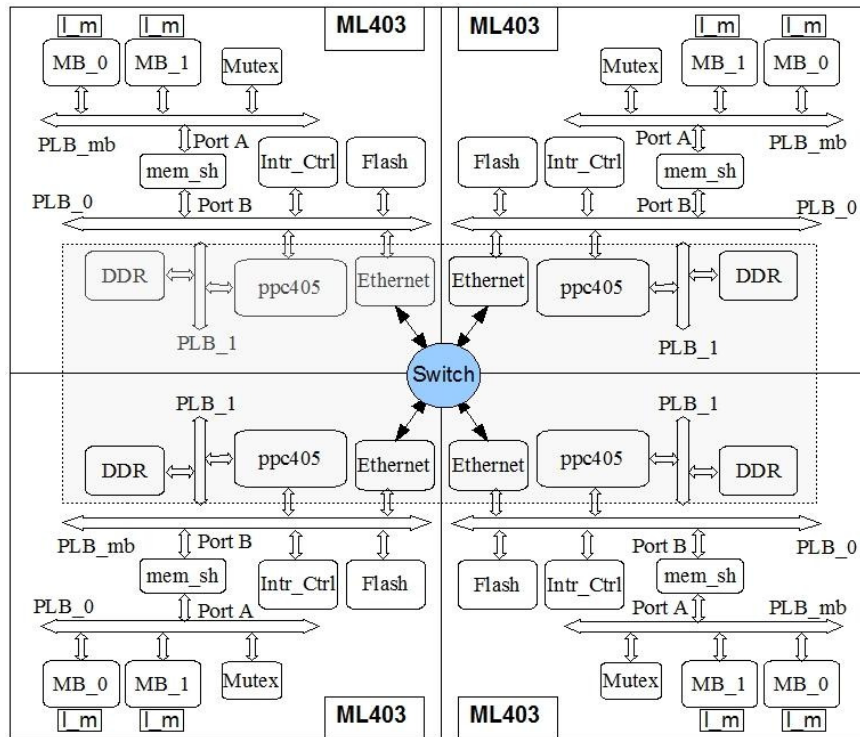 l_m l_m ML403 ML403 l_m l_m
MB_0 MB_1 Mutex Mutex MB_1 MB_0
PLB_mb Port A Port A PLB_mb
mem_sh Intr_Ctrl Flash Flash Intr_Ctrl mem_sh
PLB_0 Port B Port B PLB_0
DDR ppc405 Ethernet Ethernet ppc405 DDR
PLB_1 PLB_1
Switch
PLB_1 PLB_1
DDR ppc405 Ethernet Ethernet ppc405 DDR
PLB_mb Port B Port B PLB_0
mem_sh Intr_Ctrl Flash Flash Intr_Ctrl mem_sh
PLB_0 Port A Port A PLB_mb
MB_0 MB_1 Mutex Mutex MB_1 MB_0
l_m l_m ML403 ML403 l_m l_m